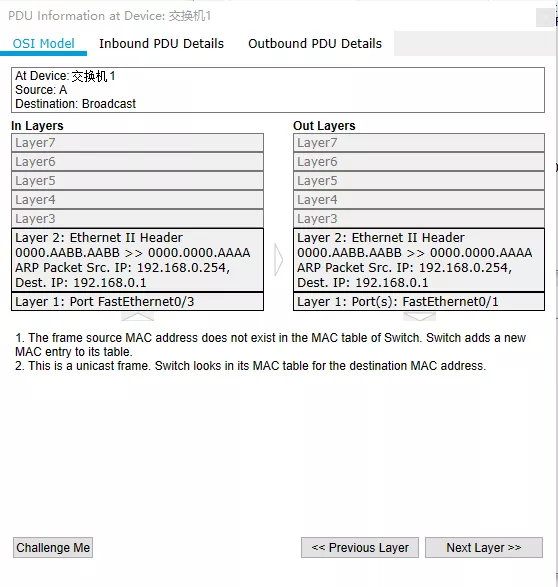 PDU Information at Device: 交换机1
OSI Model Inbound PDU Details Outbound PDU Details
At Device: 交换机1
Source: A
Destination: Broadcast
In Layers
Layer7
Layer6
Layer5
Layer4
Layer3
Layer 2: Ethernet II Header
0000.AABB.AABB >> 0000.0000.AAAA
ARP Packet Src. IP: 192.168.0.254,
Dest. IP: 192.168.0.1
Layer 1: Port FastEthernet0/3
Out Layers
Layer7
Layer6
Layer5
Layer4
Layer3
Layer 2: Ethernet II Header
0000.AABB.AABB >> 0000.0000.AAAA
ARP Packet Src. IP: 192.168.0.254,
Dest. IP: 192.168.0.1
Layer 1: Port(s): FastEthernet0/1
1. The frame source MAC address does not exist in the MAC table of Switch. Switch adds a new
MAC entry to its table.
2. This is a unicast frame. Switch looks in its MAC table for the destination MAC address.
Challenge Me << Previous Layer Next Layer >>